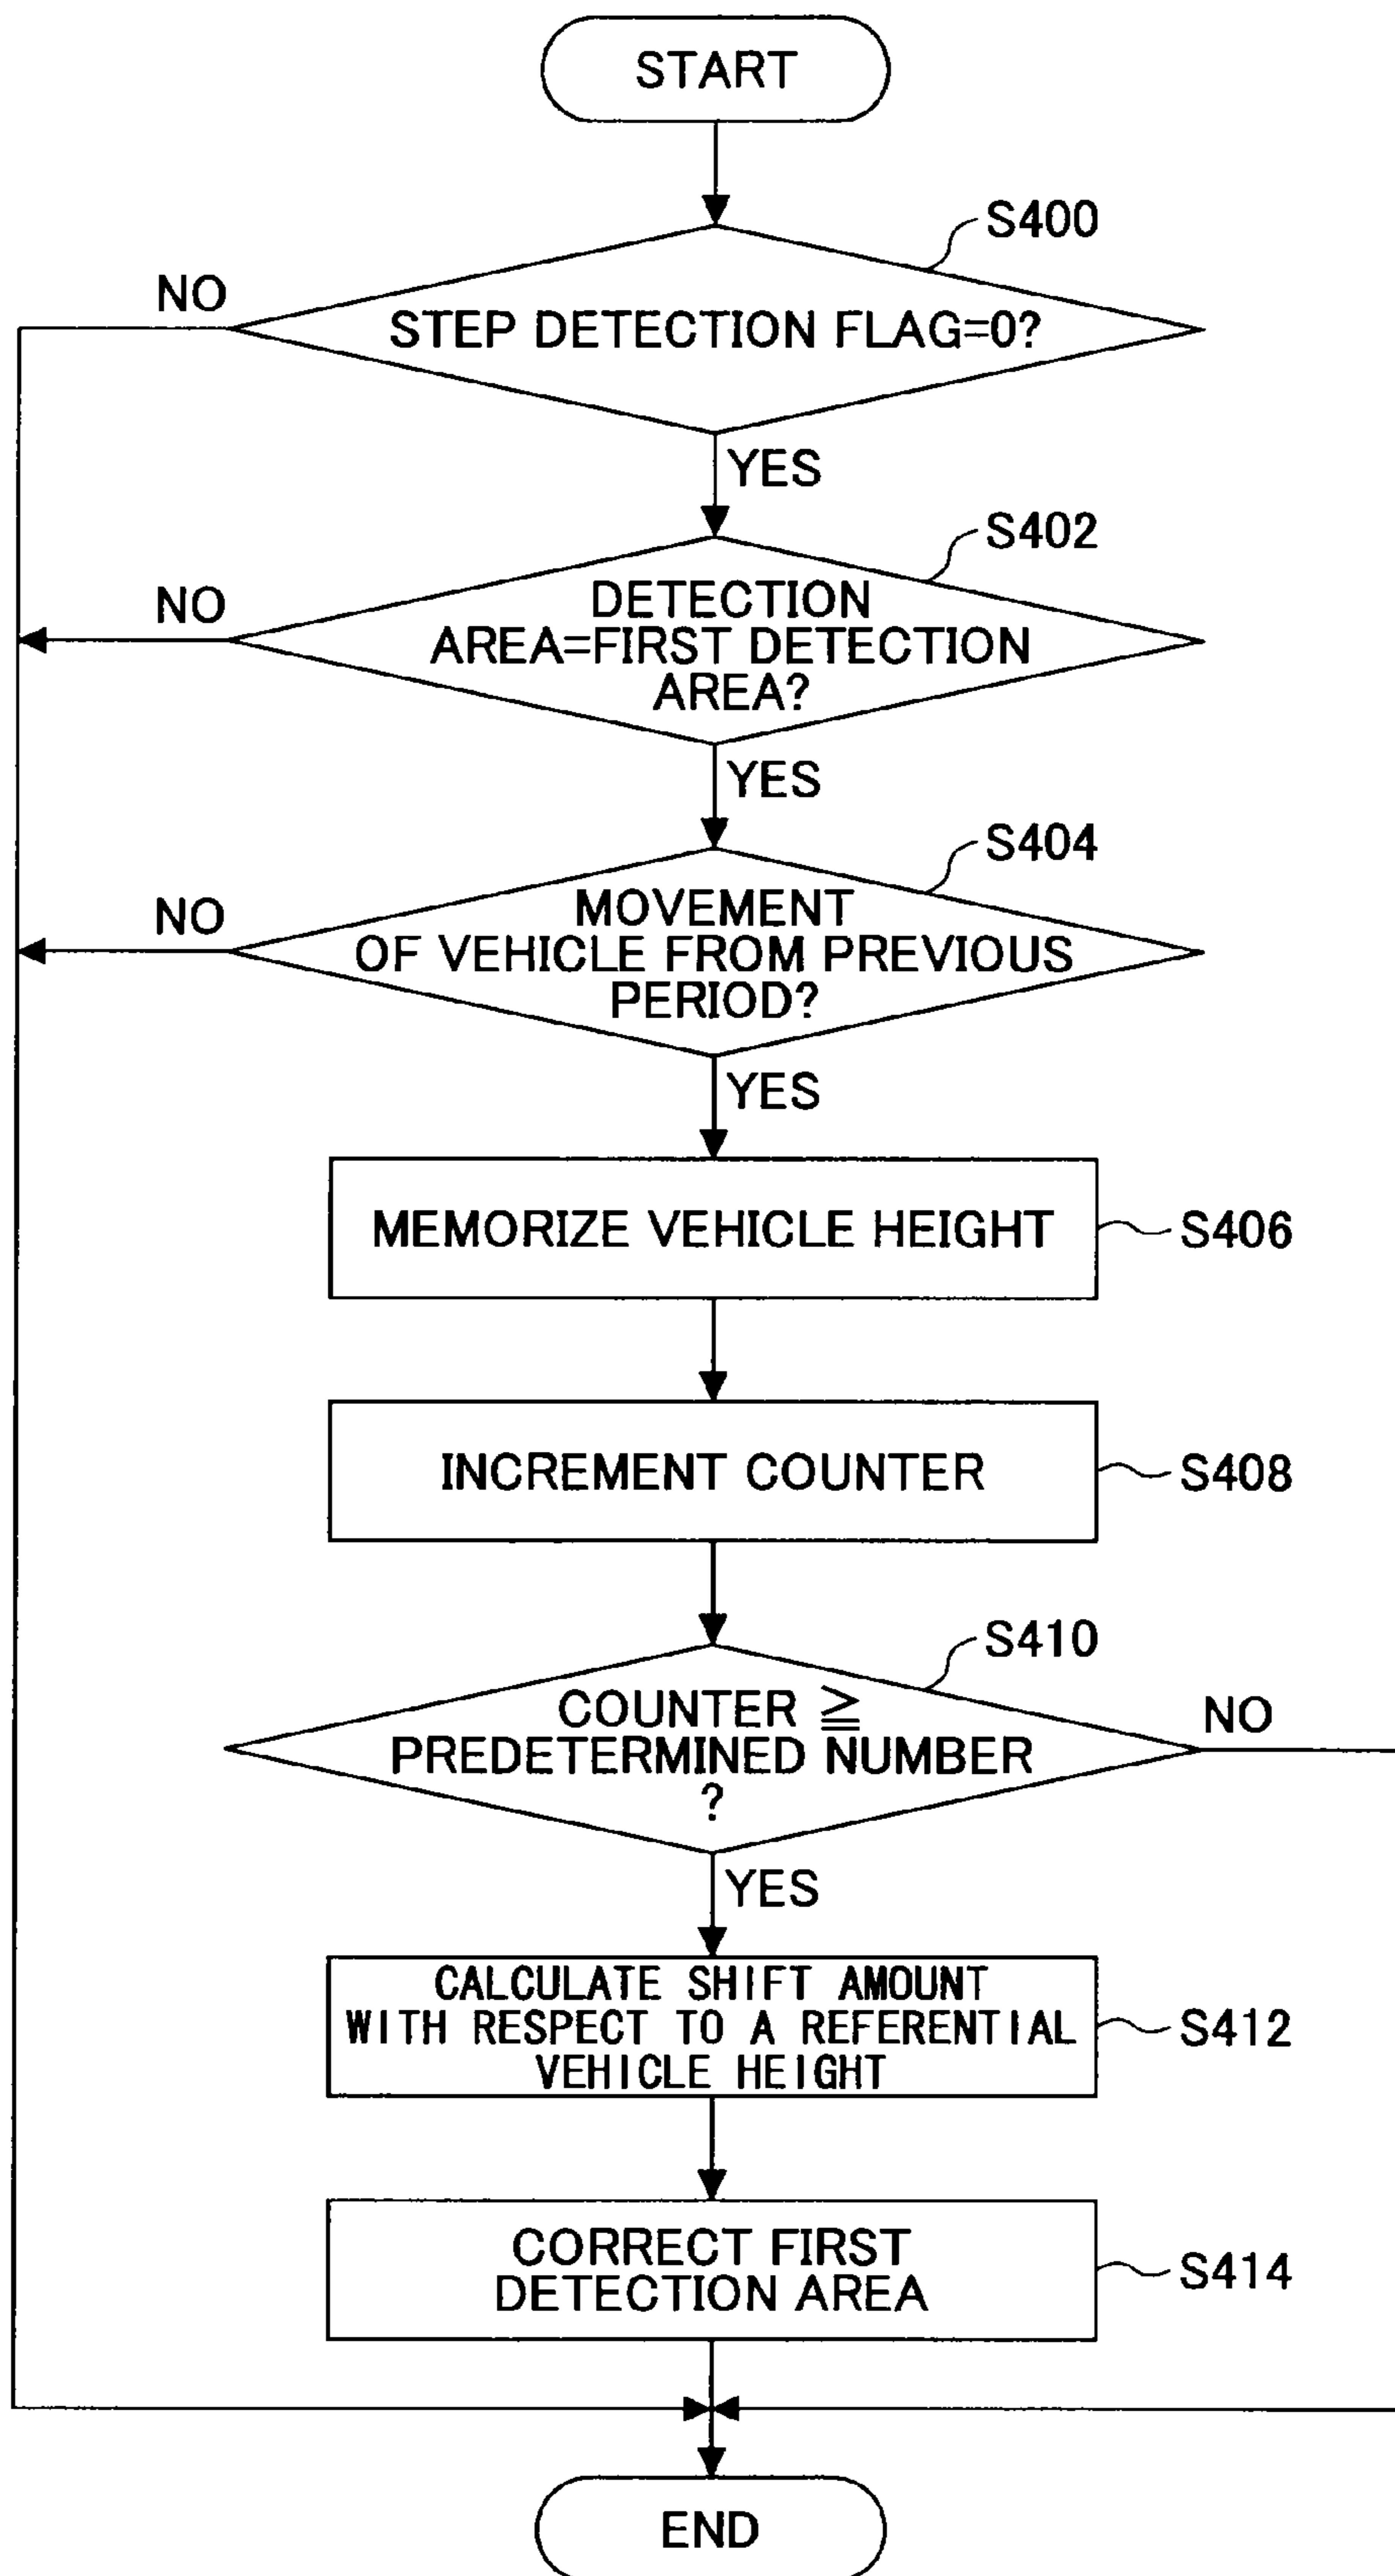 START
S400
NO
STEP DETECTION FLAG=0?
YES
S402
NO
DETECTION
AREA=FIRST DETECTION
AREA?
YES
S404
NO
MOVEMENT
OF VEHICLE FROM PREVIOUS
PERIOD?
YES
MEMORIZE VEHICLE HEIGHT
S406
INCREMENT COUNTER
S408
S410
COUNTER ≧
NO
PREDETERMINED NUMBER
?
YES
CALCULATE SHIFT AMOUNT
WITH RESPECT TO A REFERENTIAL
VEHICLE HEIGHT
S412
CORRECT FIRST
DETECTION AREA
S414
END